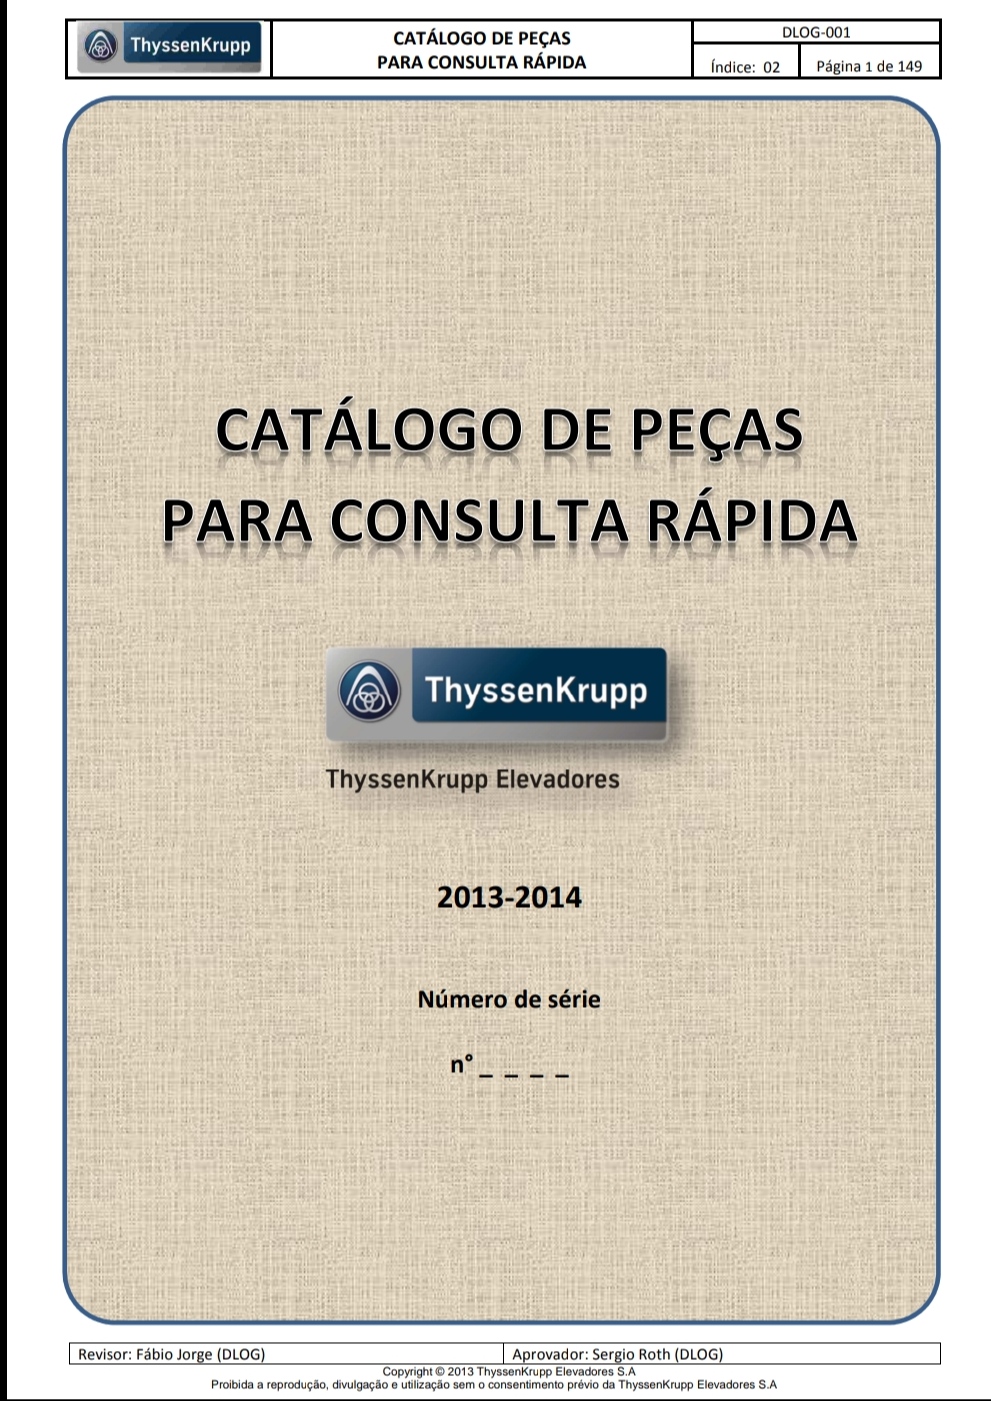 ThyssenKrupp
CATÁLOGO DE PEÇAS
PARA CONSULTA RÁPIDA
DLOG-001
Índice: 02
Página 1 de 149
CATÁLOGO DE PEÇAS
PARA CONSULTA RÁPIDA
ThyssenKrupp
ThyssenKrupp Elevadores
2013-2014
Número de série
n° _ _ _ _
Revisor: Fábio Jorge (DLOG)
Aprovador: Sergio Roth (DLOG)
Copyright © 2013 ThyssenKrupp Elevadores S.A
Proibida a reprodução, divulgação e utilização sem o consentimento prévio da ThyssenKrupp Elevadores S.A